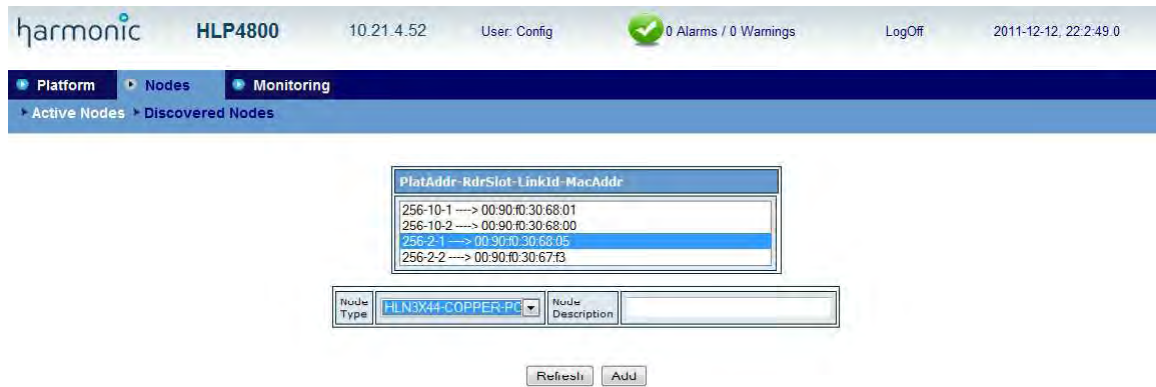 harmonic HLP4800 10.21.4.52 User: Config 0 Alarms / 0 Warnings LogOff 2011-12-12, 22:2:49.0
Platform Nodes Monitoring
Active Nodes Discovered Nodes
PlatAddr-RdrSlot-LinkId-MacAddr
256-10-1 ----> 00:90:f0:30:68:01
256-10-2 ----> 00:90:f0:30:68:00
256-2-1 ----> 00:90:f0:30:68:05
256-2-2 ----> 00:90:f0:30:67:f3
Node Type HLN3X44-COPPER-PC Node Description
Refresh Add